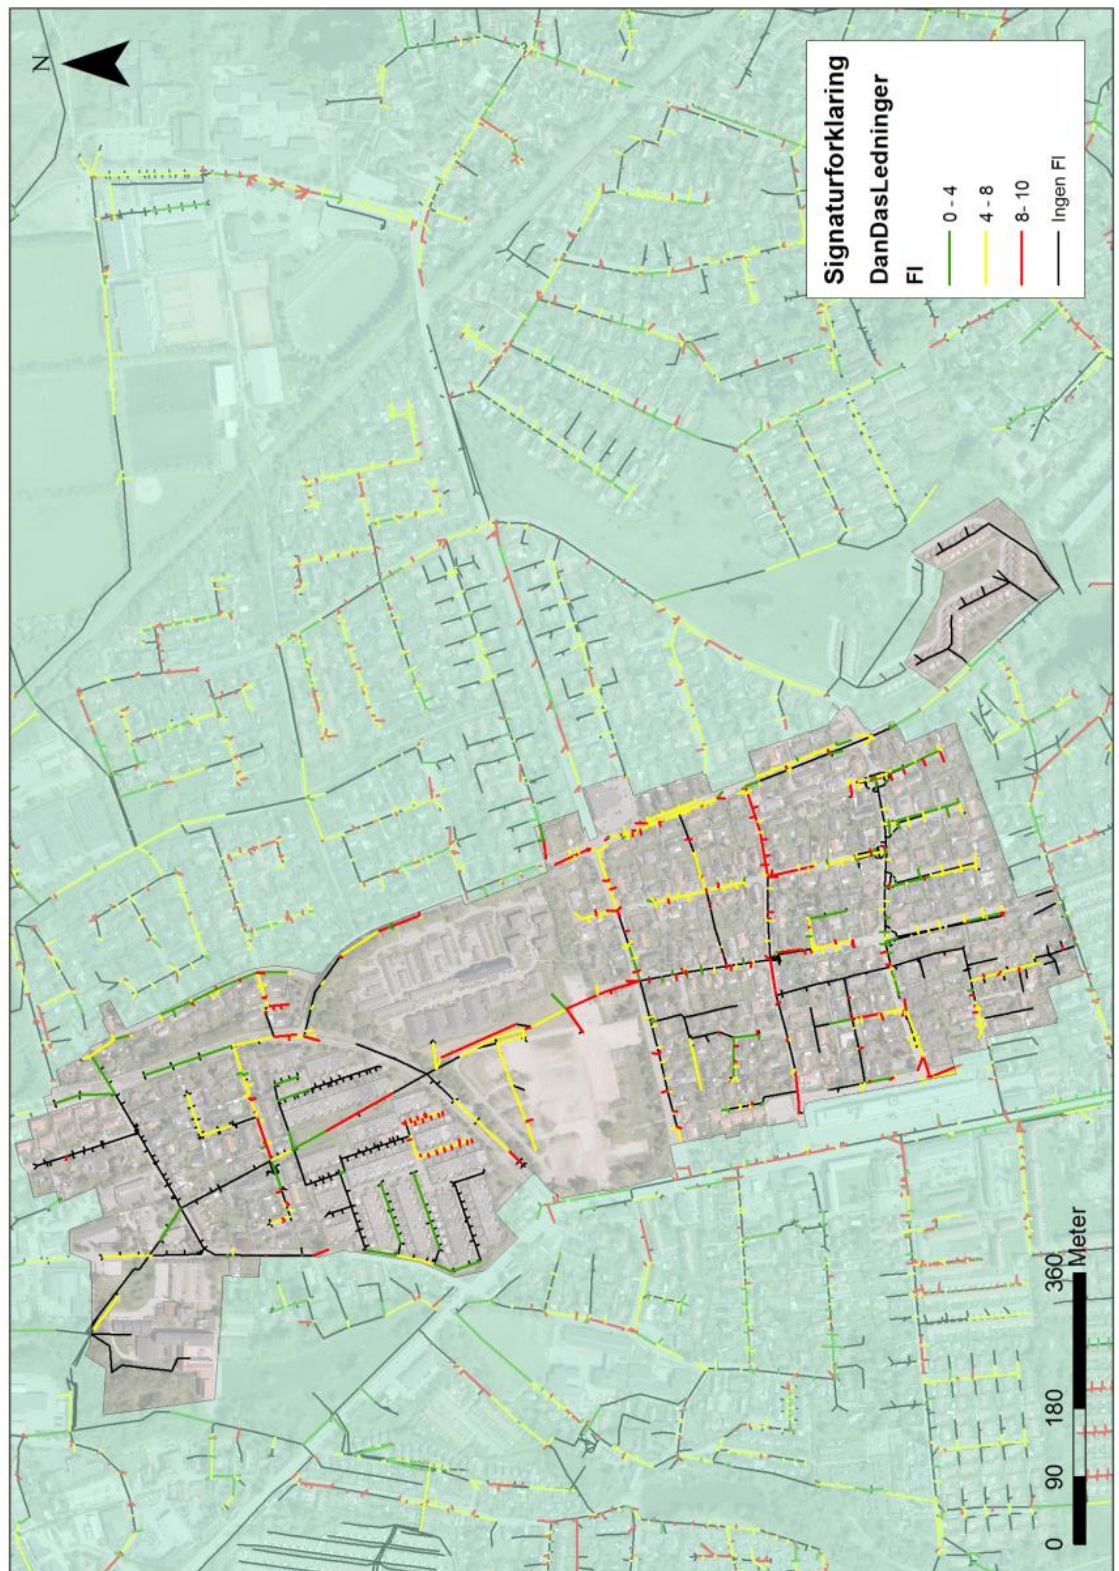 N
Signaturforklaring
DanDasLedninger
FI
0 - 4
4 - 8
8- 10
Ingen FI
0 90 180 360
Meter